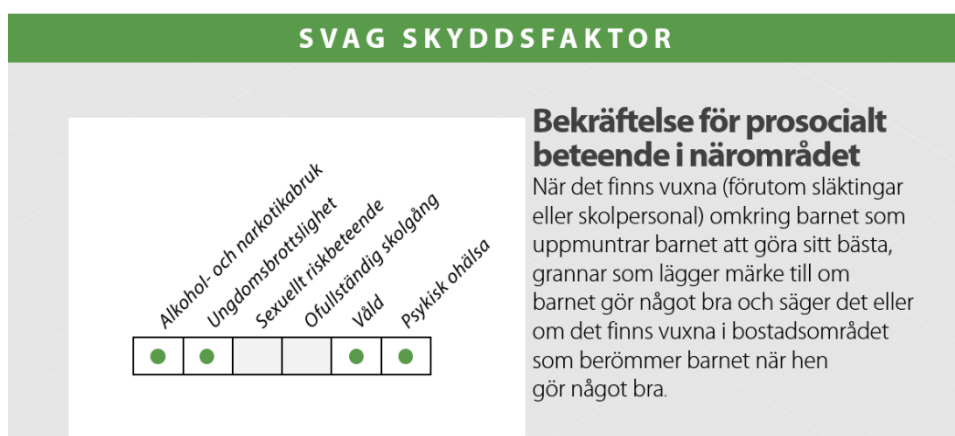 SVAG SKYDDSFAKTOR
Alkohol- och narkotikabruk
Ungdomsbrottslighet
Sexuellt riskbeteende
Ofullständig skolgång
Våld
Psykisk ohälsa
Bekräftelse för prosocialt
beteende i närområdet
När det finns vuxna (förutom släktingar
eller skolpersonal) omkring barnet som
uppmuntrar barnet att göra sitt bästa,
grannar som lägger märke till om
barnet gör något bra och säger det eller
om det finns vuxna i bostadsområdet
som berömmer barnet när hen
gör något bra.